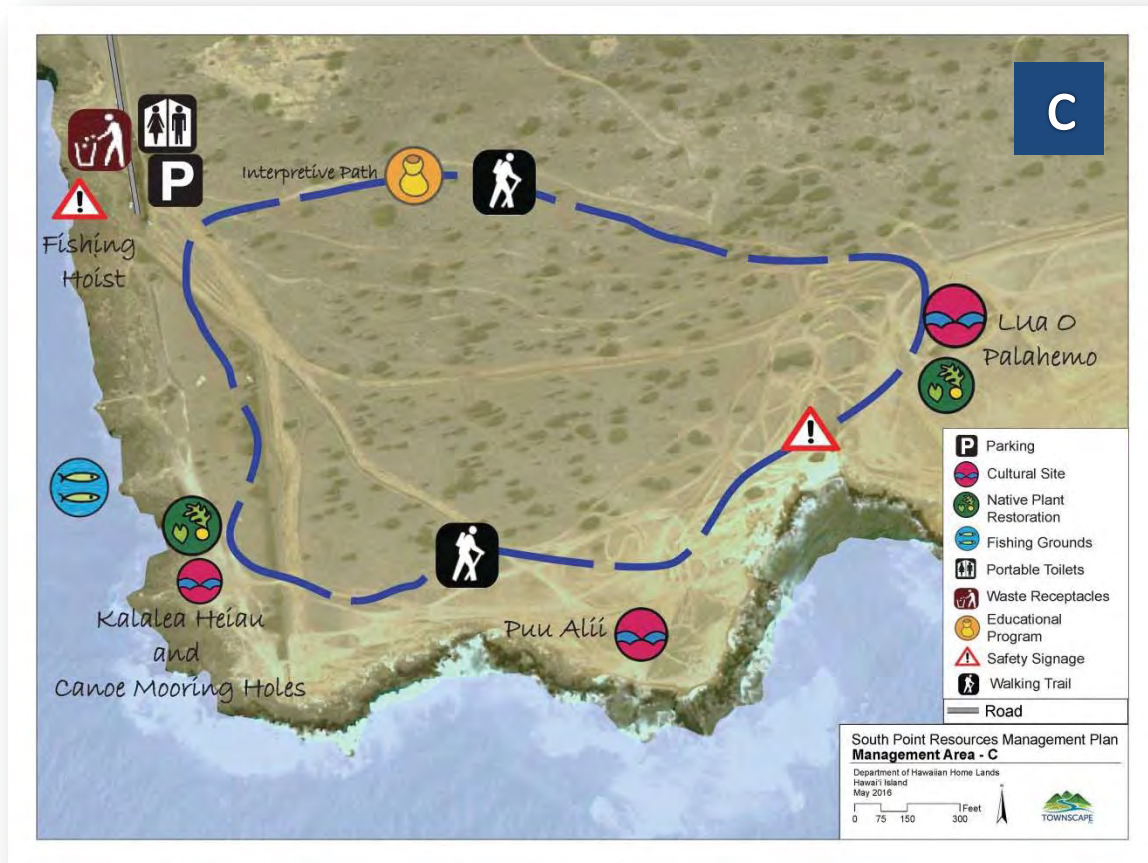 C
P
Interpretive Path
Fishing
Hoist
Lua O
Palahemo
Kalalea Heiau
and
Canoe Mooring Holes
Puu Alii
P Parking
Cultural Site
Native Plant
Restoration
Fishing Grounds
Portable Toilets
Waste Receptacles
Educational
Program
Safety Signage
Walking Trail
Road
South Point Resources Management Plan
Management Area - C
Department of Hawaiian Home Lands
Hawai'i Island
May 2016
Feet
0 75 150 300
TOWNSCAPE